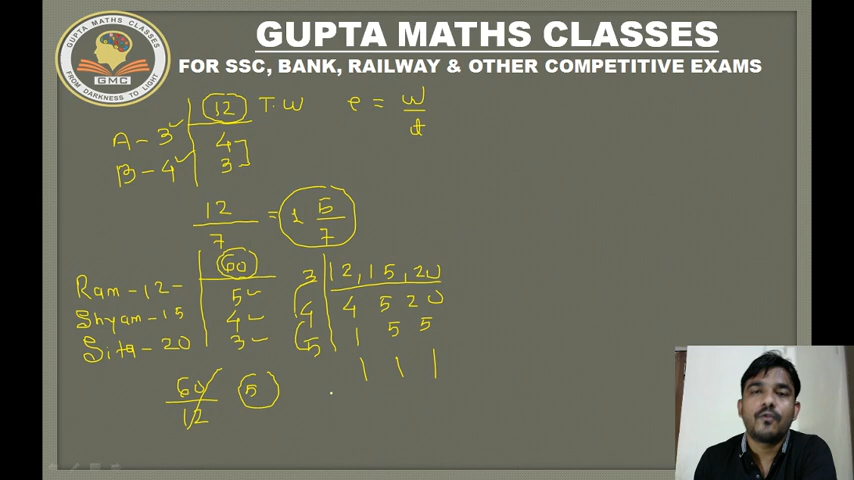 GUPTA MATHS CLASSES
FOR SSC, BANK, RAILWAY & OTHER COMPETITIVE EXAMS
GUPTA MATHS CLASSES
GMC
FROM DARKNESS TO LIGHT
12 T.W e = W/t
A - 3 4
B - 4 3
12/7 = 1 5/7
60 3 12, 15, 20
Ram - 12 - 5 4 4 5 20
Shyam - 15 4 5 1 5 5
Sita - 20 3 1 1 1
60/12 5